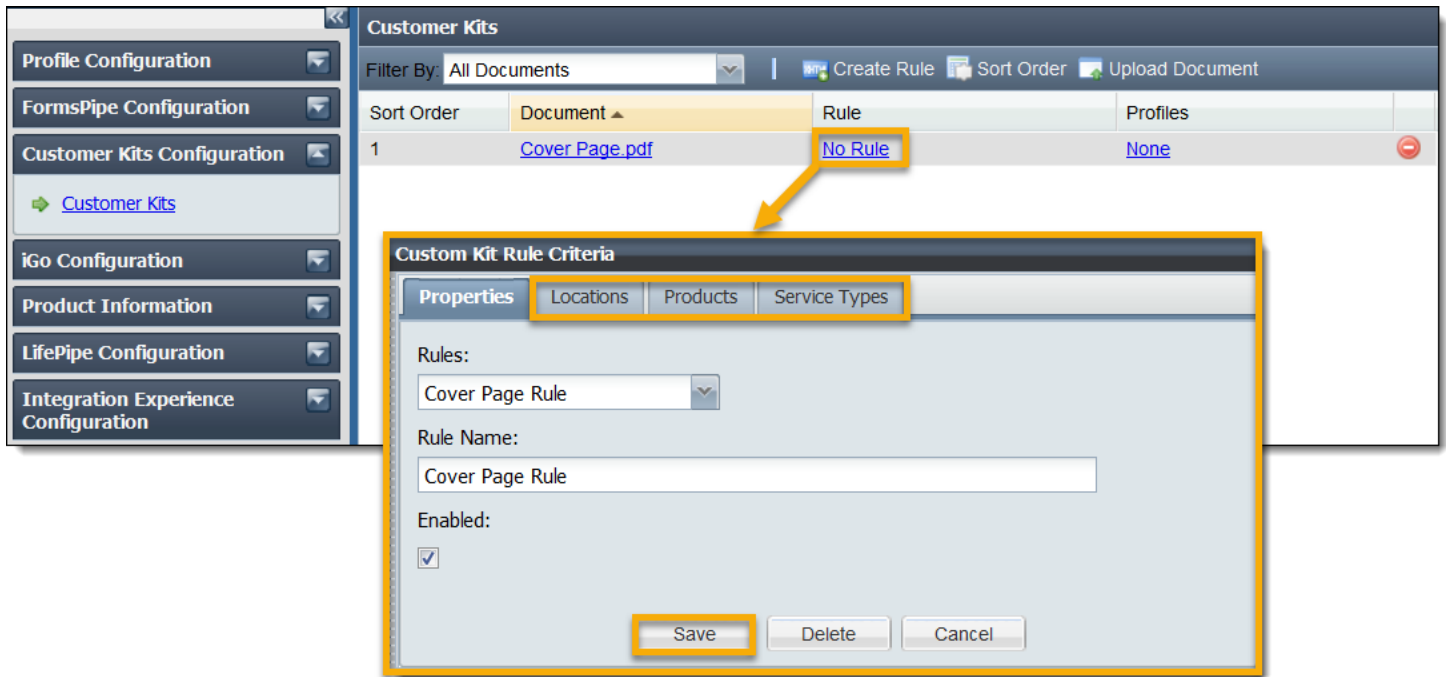 Profile Configuration
FormsPipe Configuration
Customer Kits Configuration
Customer Kits
iGo Configuration
Product Information
LifePipe Configuration
Integration Experience
Configuration
Customer Kits
Filter By: All Documents Create Rule Sort Order Upload Document
Sort Order Document Rule Profiles
1 Cover Page.pdf No Rule None
Custom Kit Rule Criteria
Properties Locations Products Service Types
Rules:
Cover Page Rule
Rule Name:
Cover Page Rule
Enabled:
Save Delete Cancel